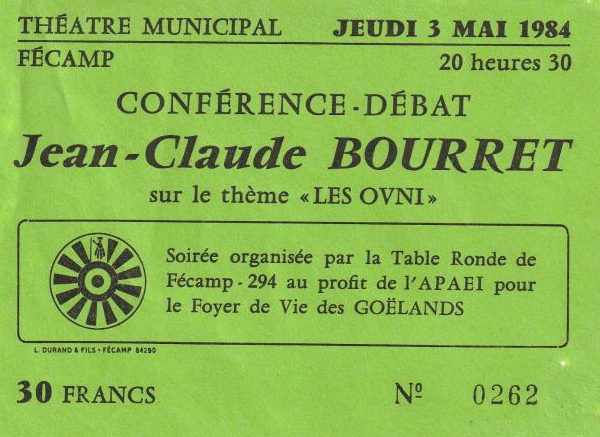 THÉATRE MUNICIPAL JEUDI 3 MAI 1984
FÉCAMP 20 heures 30
CONFÉRENCE-DÉBAT
Jean-Claude BOURRET
sur le thème «LES OVNI»
Soirée organisée par la Table Ronde de
Fécamp - 294 au profit de l'APAEI pour
le Foyer de Vie des GOËLANDS
L. DURAND & FILS - FÉCAMP 64290
30 FRANCS Nº 0262